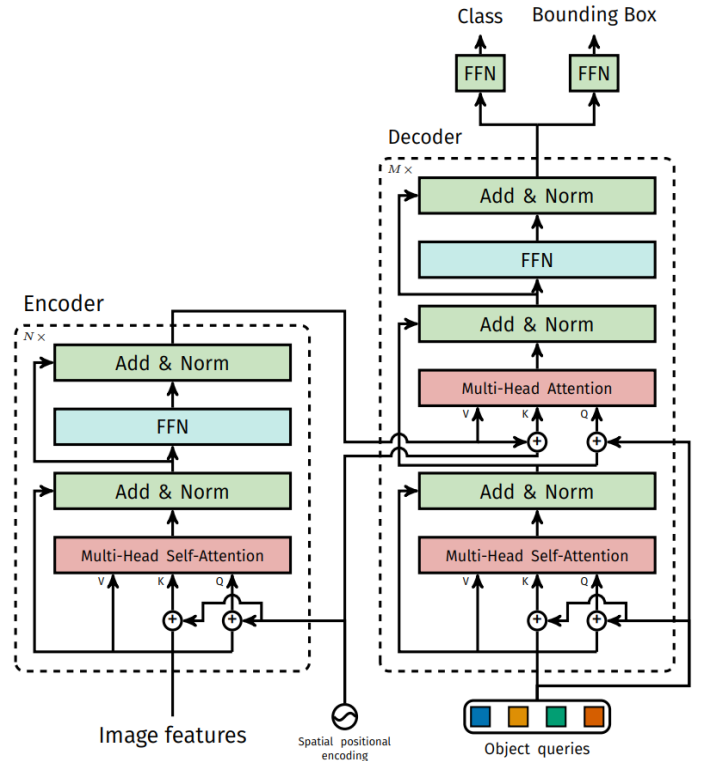 Class
Bounding Box
FFN
FFN
Decoder
M×
Add & Norm
FFN
Add & Norm
Multi-Head Attention
V
K
Q
Add & Norm
Multi-Head Self-Attention
V
K
Q
Encoder
N×
Add & Norm
FFN
Add & Norm
Multi-Head Self-Attention
V
K
Q
Image features
Spatial positional
encoding
Object queries